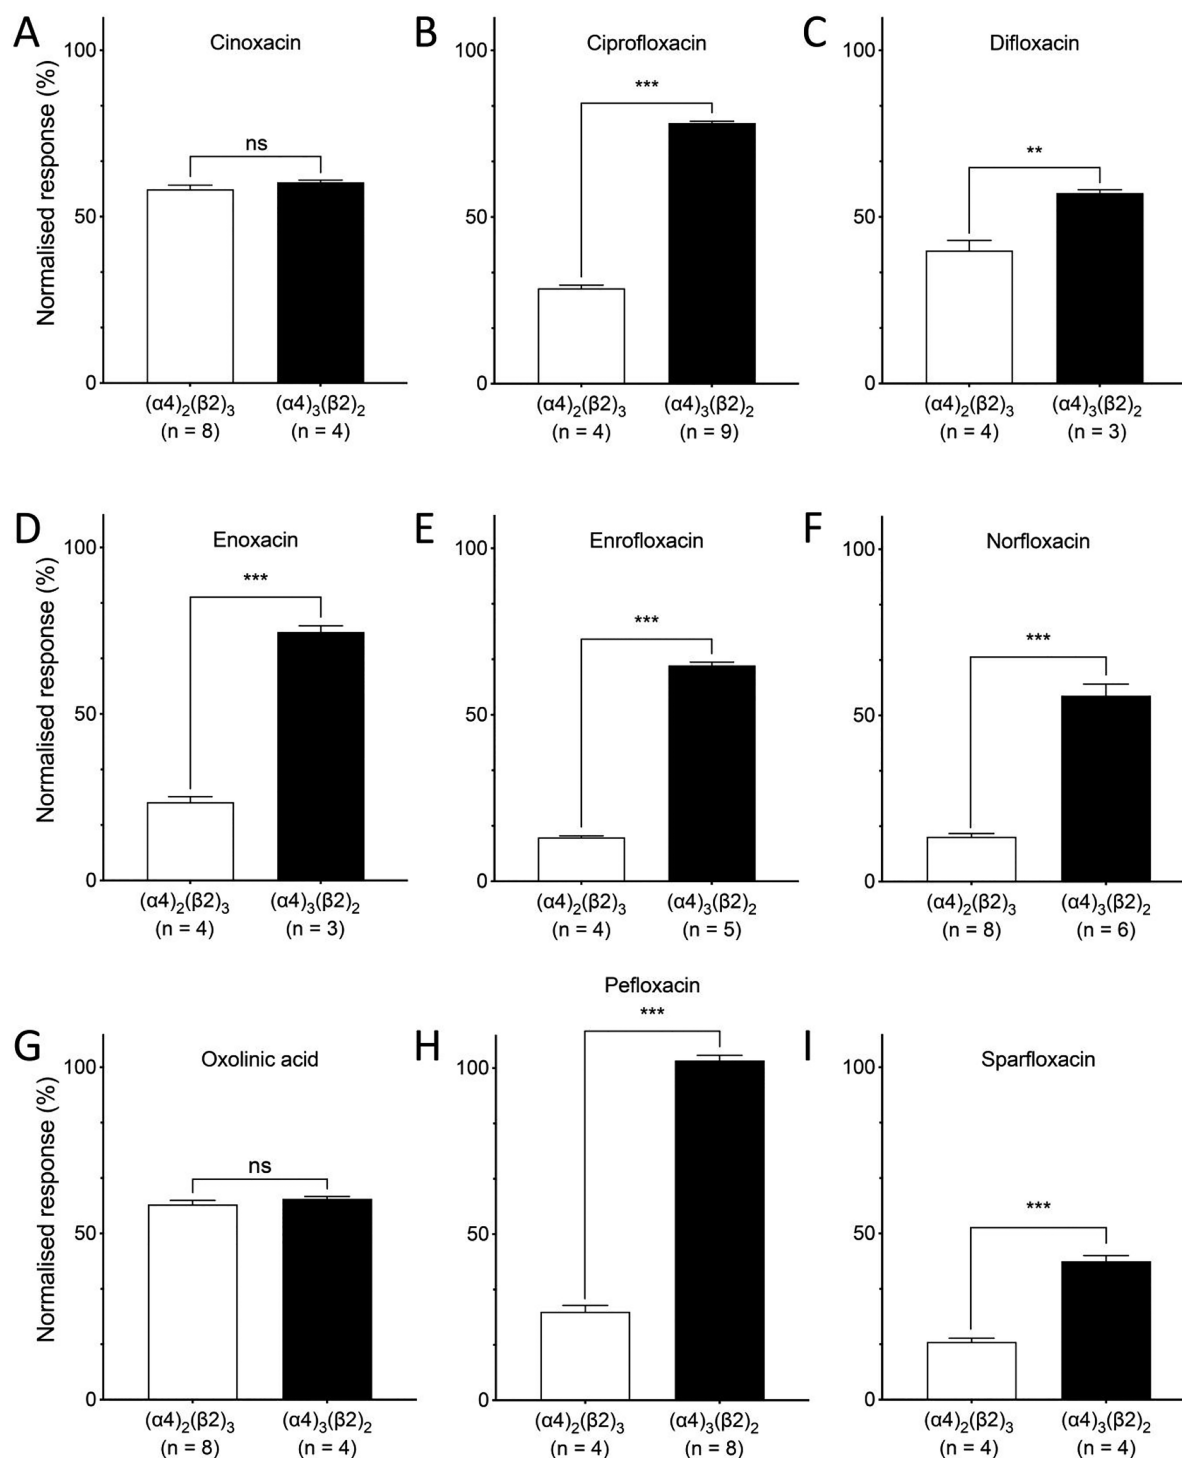 A
Cinoxacin
Normalised response (%)
100
50
0
ns
(α4)₂(β2)₃
(α4)₃(β2)₂
(n = 8)
(n = 4)
B
Ciprofloxacin
100
50
0
***
(α4)₂(β2)₃
(α4)₃(β2)₂
(n = 4)
(n = 9)
C
Difloxacin
100
50
0
**
(α4)₂(β2)₃
(α4)₃(β2)₂
(n = 4)
(n = 3)
D
Enoxacin
Normalised response (%)
100
50
0
***
(α4)₂(β2)₃
(α4)₃(β2)₂
(n = 4)
(n = 3)
E
Enrofloxacin
100
50
0
***
(α4)₂(β2)₃
(α4)₃(β2)₂
(n = 4)
(n = 5)
F
Norfloxacin
100
50
0
***
(α4)₂(β2)₃
(α4)₃(β2)₂
(n = 8)
(n = 6)
G
Oxolinic acid
Normalised response (%)
100
50
0
ns
(α4)₂(β2)₃
(α4)₃(β2)₂
(n = 8)
(n = 4)
H
Pefloxacin
***
100
50
0
(α4)₂(β2)₃
(α4)₃(β2)₂
(n = 4)
(n = 8)
I
Sparfloxacin
100
50
0
***
(α4)₂(β2)₃
(α4)₃(β2)₂
(n = 4)
(n = 4)